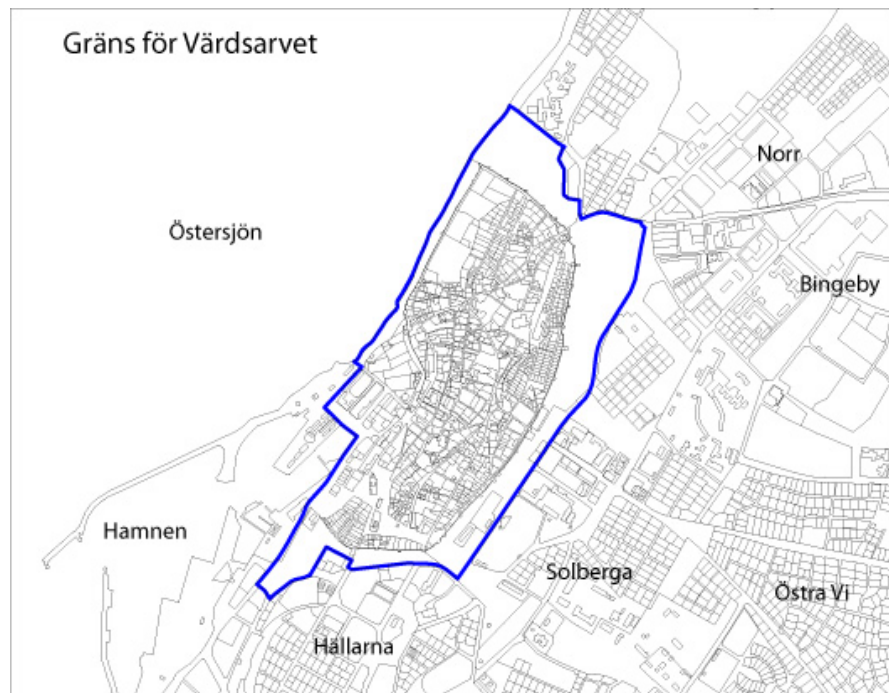 Gräns för Värdsarvet
Norr
Östersjön
Bingeby
Hamnen
Solberga
Östra Vi
Hällarna